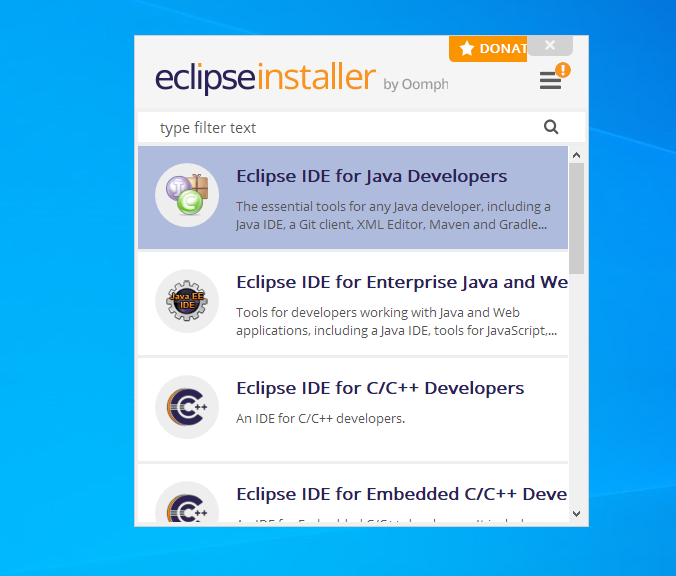 DONAT
eclipseinstaller by Oomph
type filter text
Eclipse IDE for Java Developers
The essential tools for any Java developer, including a
Java IDE, a Git client, XML Editor, Maven and Gradle...
Java EE
IDE
Eclipse IDE for Enterprise Java and We
Tools for developers working with Java and Web
applications, including a Java IDE, tools for JavaScript,...
C++
Eclipse IDE for C/C++ Developers
An IDE for C/C++ developers.
Eclipse IDE for Embedded C/C++ Deve